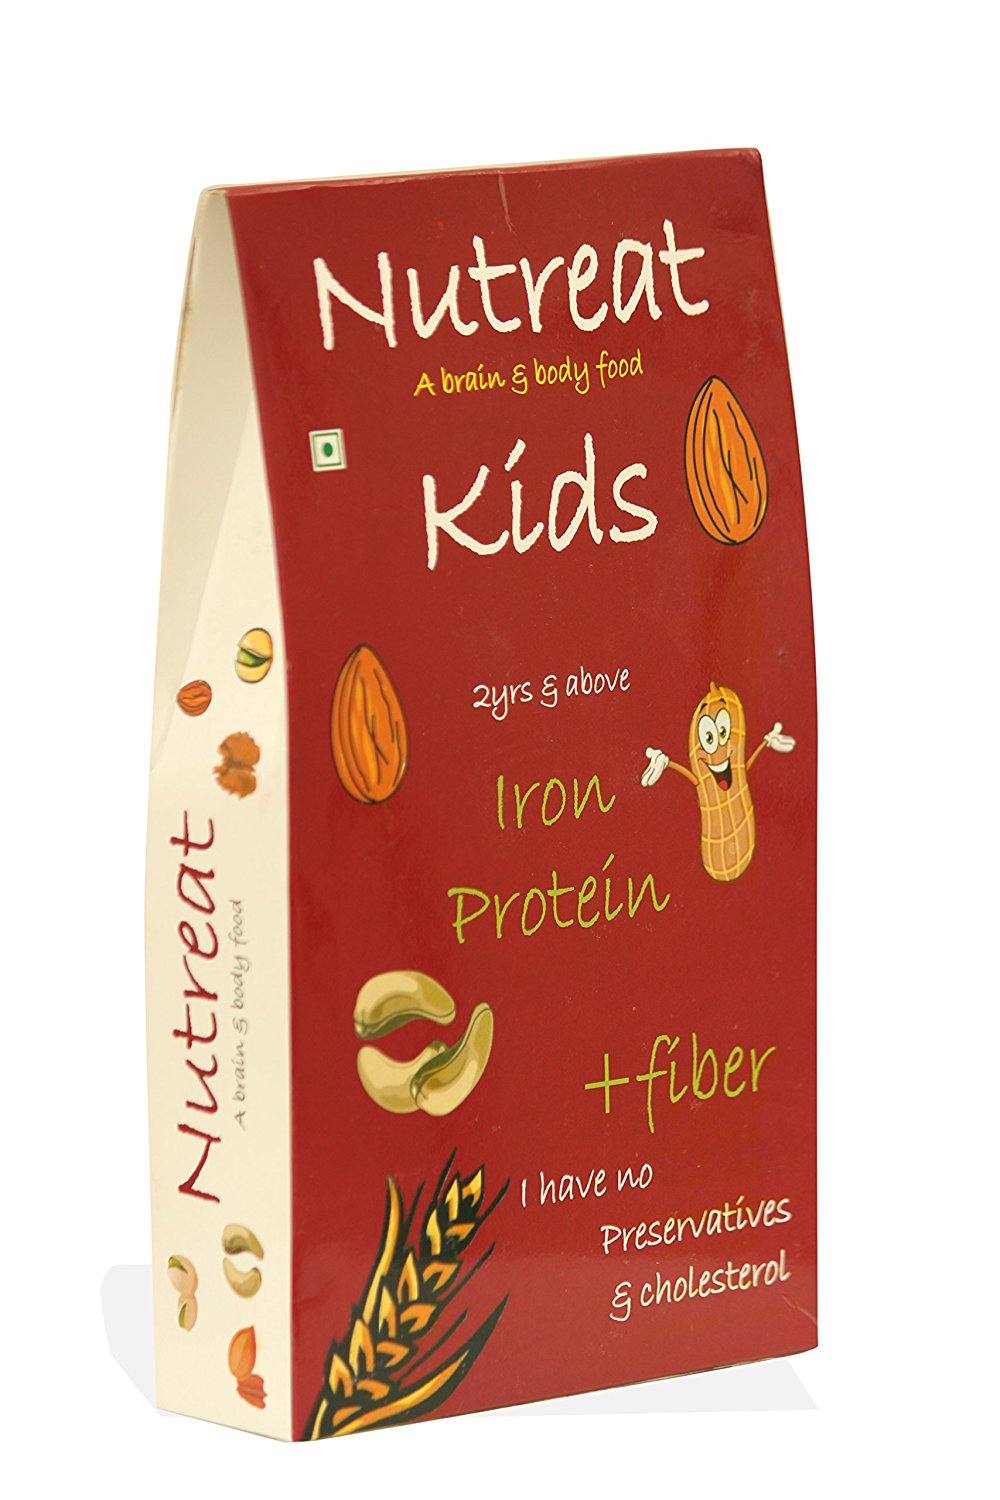 Nutreat
A brain & body food
Kids
2yrs & above
Iron
Protein
+fiber
I have no
Preservatives
& cholesterol
Nutreat
A brain & body food